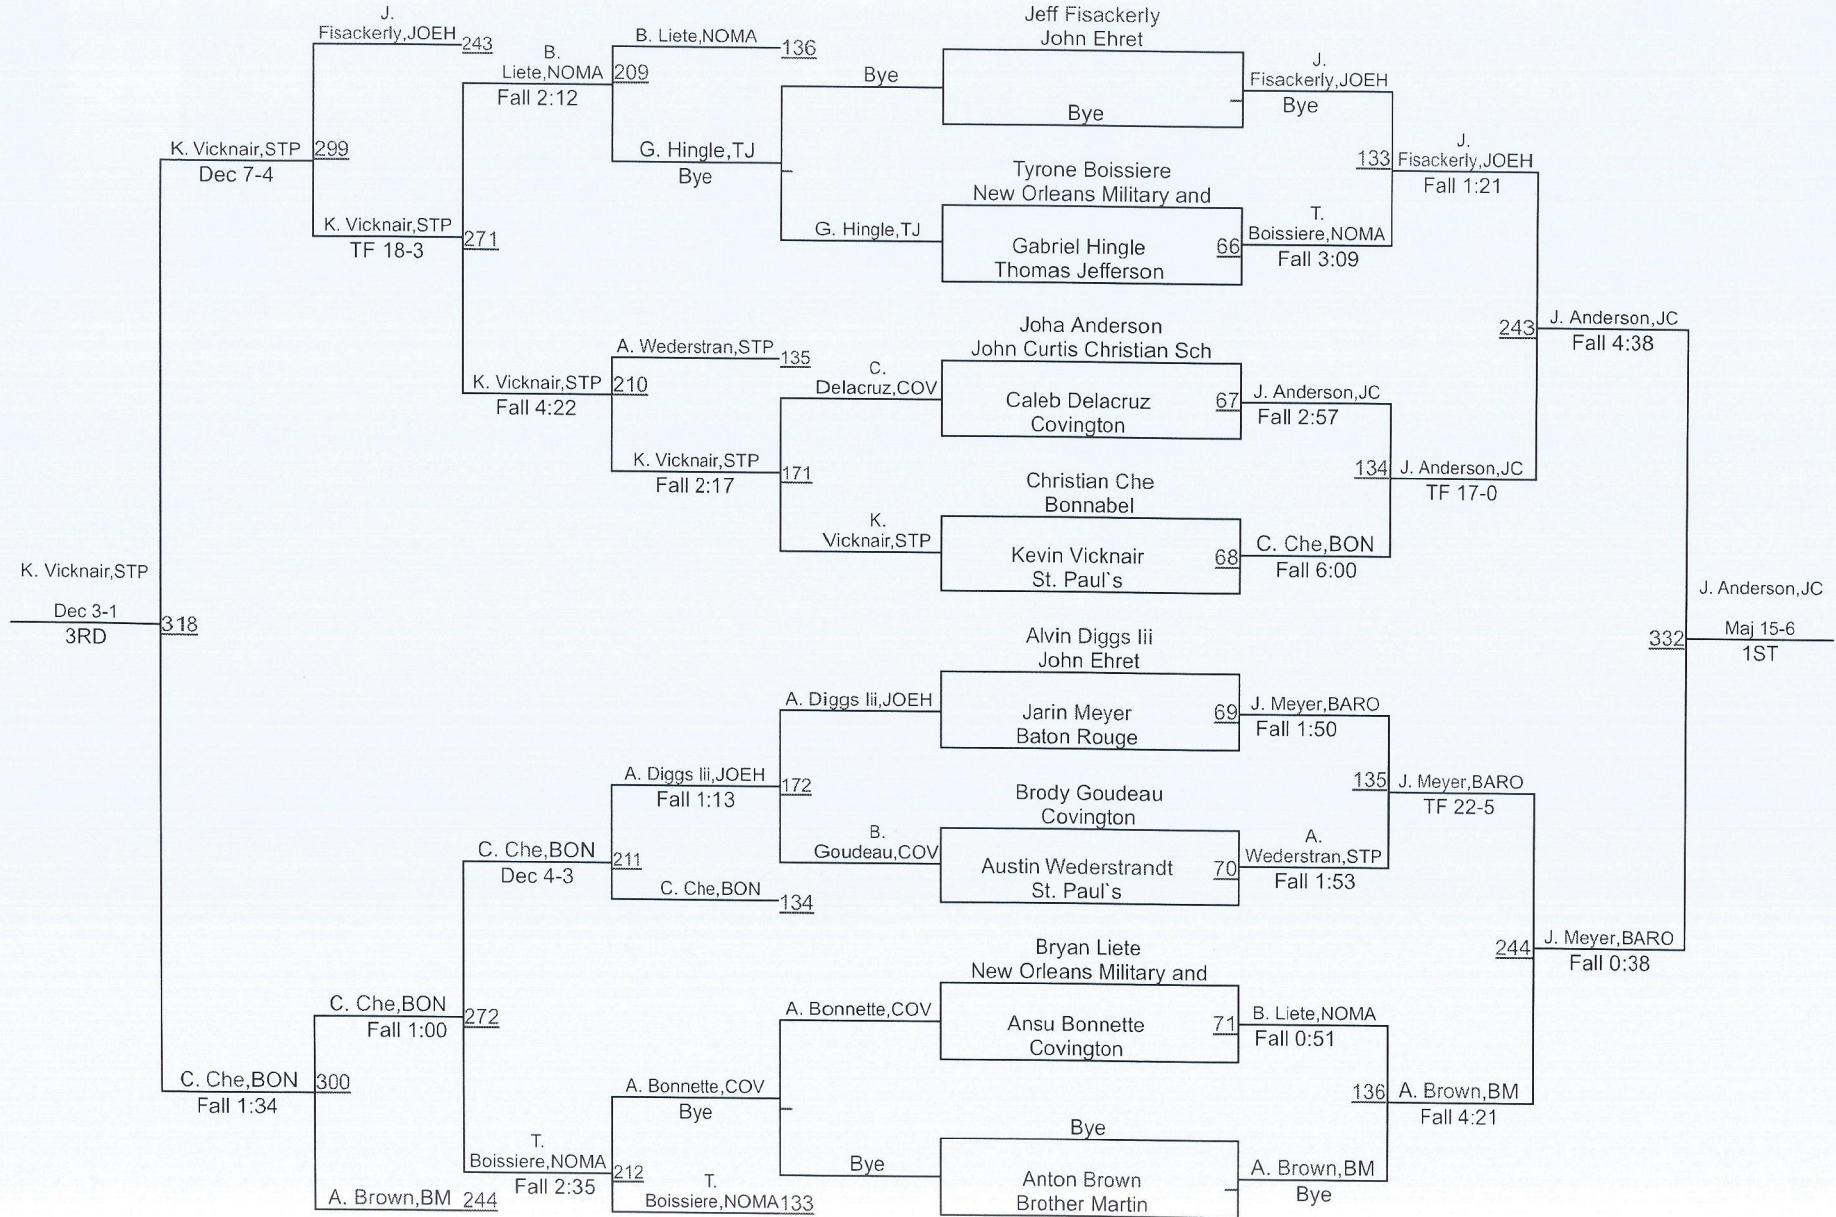 J.
Fisackerly,JOEH 243
B.
Liete,NOMA 209
Fall 2:12
B. Liete,NOMA 136
G. Hingle,TJ
Bye
K. Vicknair,STP 299
Dec 7-4
K. Vicknair,STP 271
TF 18-3
A. Wederstran,STP 135
K. Vicknair,STP 210
Fall 4:22
K. Vicknair,STP 171
Fall 2:17
K. Vicknair,STP
Dec 3-1 318
3RD
A. Diggs Iii,JOEH 172
Fall 1:13
C. Che,BON 211
Dec 4-3
C. Che,BON 134
C. Che,BON 272
Fall 1:00
C. Che,BON 300
Fall 1:34
A. Bonnette,COV
Bye
T.
Boissiere,NOMA 212
Fall 2:35
T.
Boissiere,NOMA 133
A. Brown,BM 244
Bye
G. Hingle,TJ
C.
Delacruz,COV
K.
Vicknair,STP
A. Diggs Iii,JOEH
B.
Goudeau,COV
A. Bonnette,COV
Bye
Jeff Fisackerly
John Ehret
Bye
Tyrone Boissiere
New Orleans Military and
Gabriel Hingle 66
Thomas Jefferson
Joha Anderson
John Curtis Christian Sch
Caleb Delacruz 67
Covington
Christian Che
Bonnabel
Kevin Vicknair 68
St. Paul`s
Alvin Diggs Iii
John Ehret
Jarin Meyer 69
Baton Rouge
Brody Goudeau
Covington
Austin Wederstrandt 70
St. Paul`s
Bryan Liete
New Orleans Military and
Ansu Bonnette 71
Covington
Bye
Anton Brown
Brother Martin
J.
Fisackerly,JOEH
Bye
T.
Boissiere,NOMA
Fall 3:09
J. Anderson,JC
Fall 2:57
C. Che,BON
Fall 6:00
J. Meyer,BARO
Fall 1:50
A.
Wederstran,STP
Fall 1:53
B. Liete,NOMA
Fall 0:51
A. Brown,BM
Bye
J.
133 Fisackerly,JOEH
Fall 1:21
134 J. Anderson,JC
TF 17-0
135 J. Meyer,BARO
TF 22-5
136 A. Brown,BM
Fall 4:21
243 J. Anderson,JC
Fall 4:38
244 J. Meyer,BARO
Fall 0:38
J. Anderson,JC
332 Maj 15-6
1ST